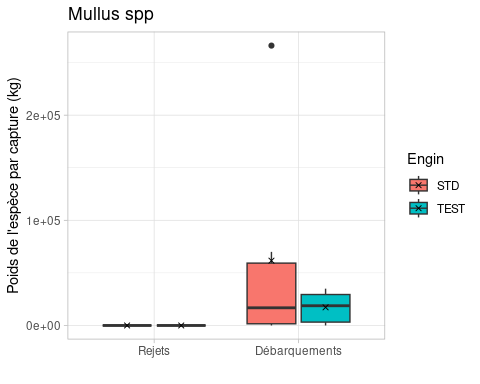 Mullus spp
Poids de l'espèce par capture (kg)
2e+05
1e+05
0e+00
Rejets
Débarquements
Engin
STD
TEST